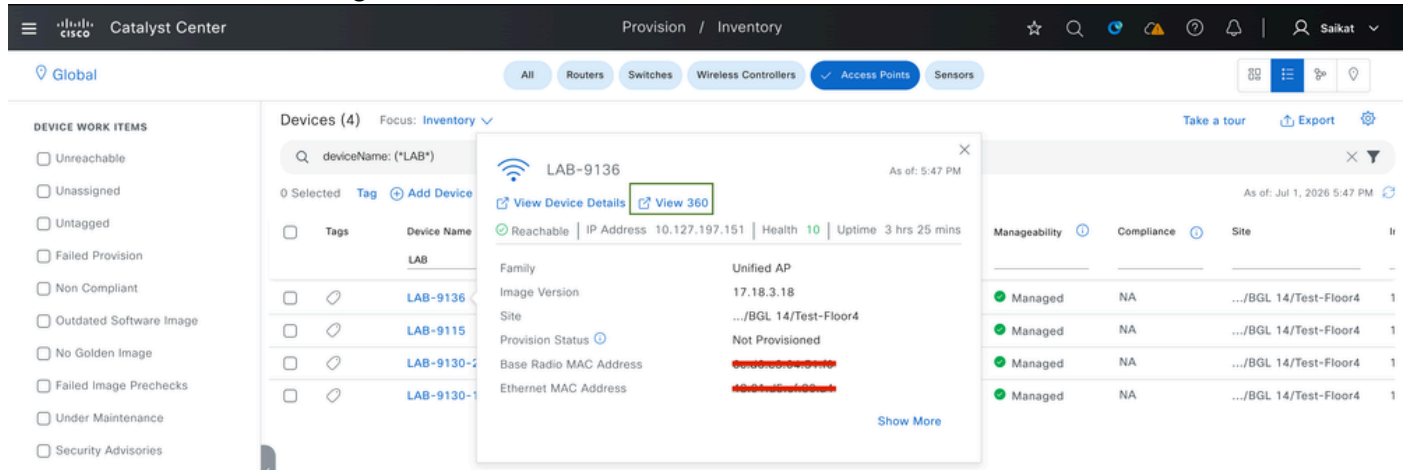 cisco Catalyst Center Provision / Inventory Saikat
Global All Routers Switches Wireless Controllers Access Points Sensors
DEVICE WORK ITEMS
Unreachable
Unassigned
Untagged
Failed Provision
Non Compliant
Outdated Software Image
No Golden Image
Failed Image Prechecks
Under Maintenance
Security Advisories
Devices (4) Focus: Inventory Take a tour Export
deviceName: (*LAB*)
0 Selected Tag Add Device As of: Jul 1, 2026 5:47 PM
Tags Device Name Manageability Compliance Site
LAB
LAB-9136 Managed NA .../BGL 14/Test-Floor4 1
LAB-9115 Managed NA .../BGL 14/Test-Floor4 1
LAB-9130-2 Managed NA .../BGL 14/Test-Floor4 1
LAB-9130-1 Managed NA .../BGL 14/Test-Floor4 1
LAB-9136 As of: 5:47 PM
View Device Details View 360
Reachable IP Address 10.127.197.151 Health 10 Uptime 3 hrs 25 mins
Family Unified AP
Image Version 17.18.3.18
Site .../BGL 14/Test-Floor4
Provision Status Not Provisioned
Base Radio MAC Address
Ethernet MAC Address
Show More